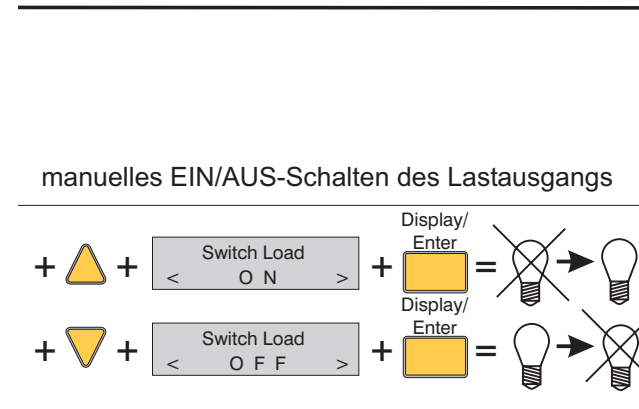 manuelles EIN/AUS-Schalten des Lastausgangs
Display/
Enter
+ + Switch Load + =
< O N >
Display/
Enter
+ + Switch Load + =
< O F F >